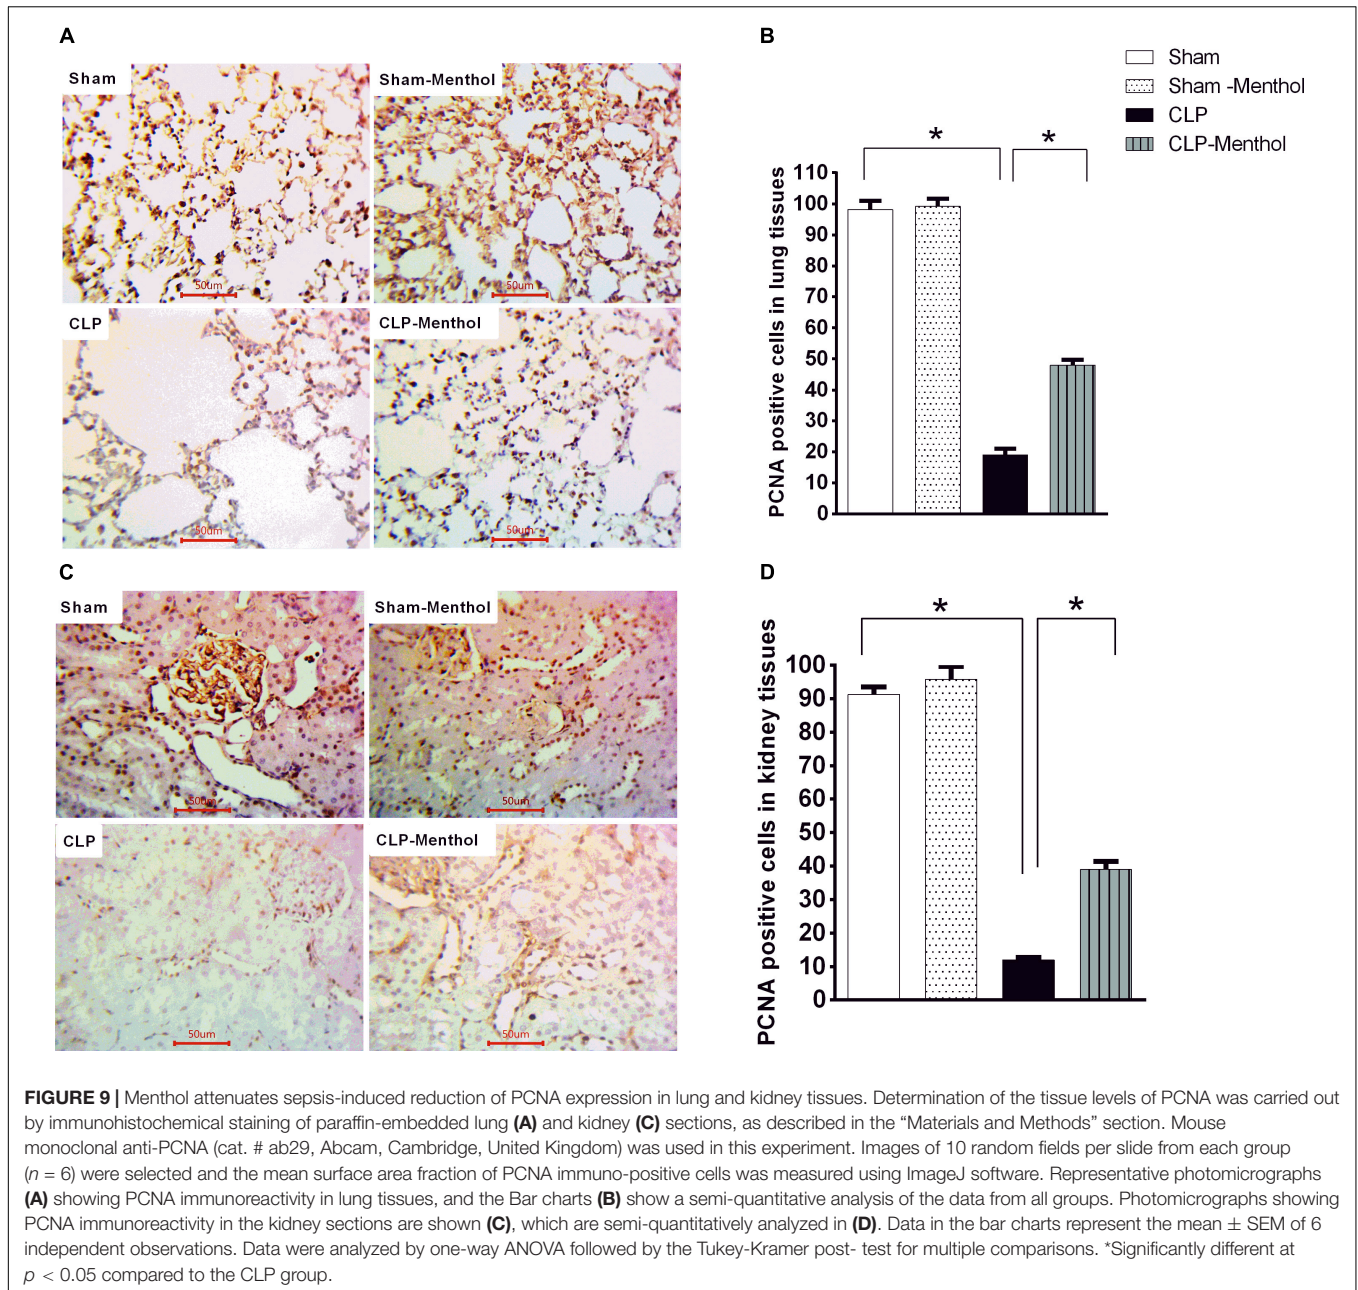 A
Sham
Sham-Menthol
50um
50um
CLP
CLP-Menthol
50um
50um
B
Sham
Sham -Menthol
CLP
CLP-Menthol
* *
PCNA positive cells in lung tissues
110
100
90
80
70
60
50
40
30
20
10
0
C
Sham
Sham-Menthol
50um
50um
CLP
CLP-Menthol
50um
50um
D
* *
PCNA positive cells in kidney tissues
100
90
80
70
60
50
40
30
20
10
0
FIGURE 9 | Menthol attenuates sepsis-induced reduction of PCNA expression in lung and kidney tissues. Determination of the tissue levels of PCNA was carried out
by immunohistochemical staining of paraffin-embedded lung (A) and kidney (C) sections, as described in the “Materials and Methods” section. Mouse
monoclonal anti-PCNA (cat. # ab29, Abcam, Cambridge, United Kingdom) was used in this experiment. Images of 10 random fields per slide from each group
(n = 6) were selected and the mean surface area fraction of PCNA immuno-positive cells was measured using ImageJ software. Representative photomicrographs
(A) showing PCNA immunoreactivity in lung tissues, and the Bar charts (B) show a semi-quantitative analysis of the data from all groups. Photomicrographs showing
PCNA immunoreactivity in the kidney sections are shown (C), which are semi-quantitatively analyzed in (D). Data in the bar charts represent the mean ± SEM of 6
independent observations. Data were analyzed by one-way ANOVA followed by the Tukey-Kramer post- test for multiple comparisons. *Significantly different at
p < 0.05 compared to the CLP group.